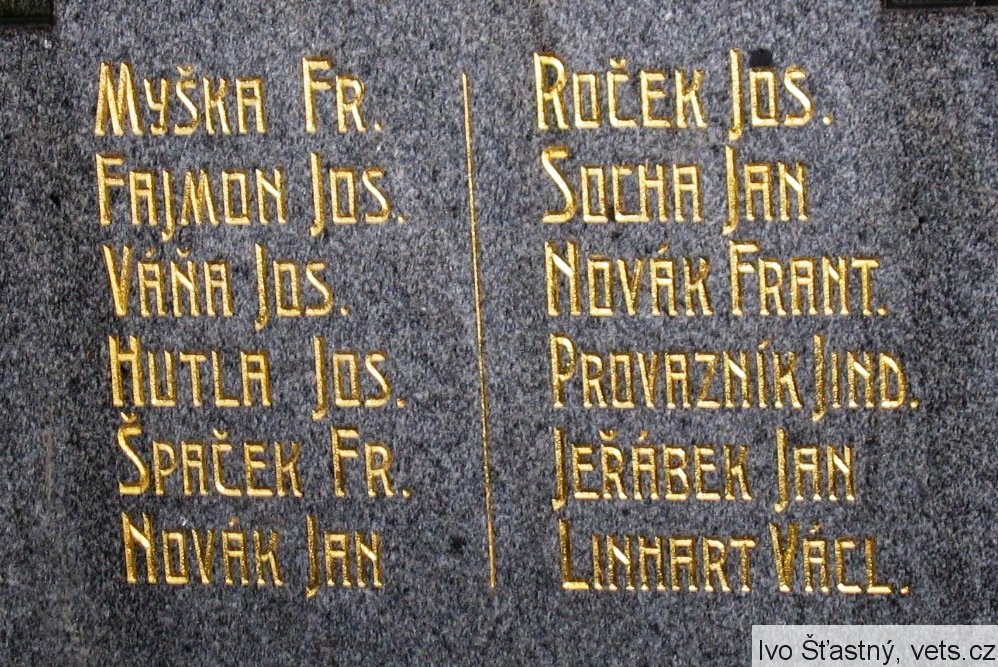 Myška Fr.
Fajmon Jos.
Váňa Jos.
Hutla Jos.
Špaček Fr.
Novák Jan
Roček Jos.
Socha Jan
Novák Frant.
Provazník Jind.
Jeřábek Jan
Linhart Václ.
Ivo Šťastný, vets.cz